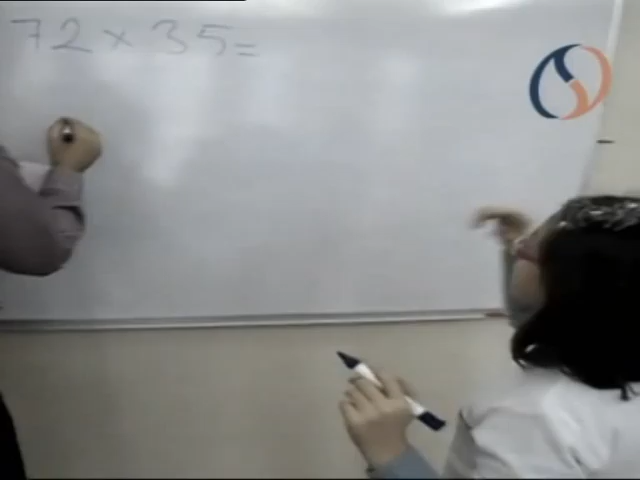 72 × 35 =